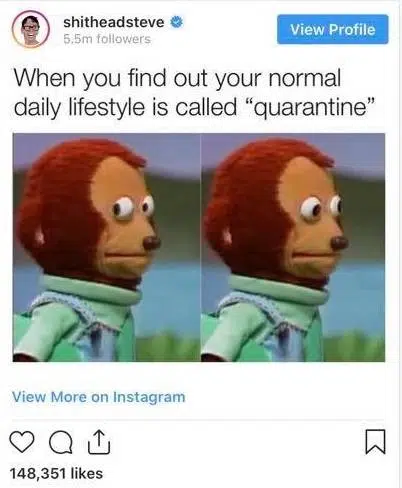 shitheadsteve
5,5m followers
View Profile
When you find out your normal
daily lifestyle is called “quarantine”
View More on Instagram
148,351 likes